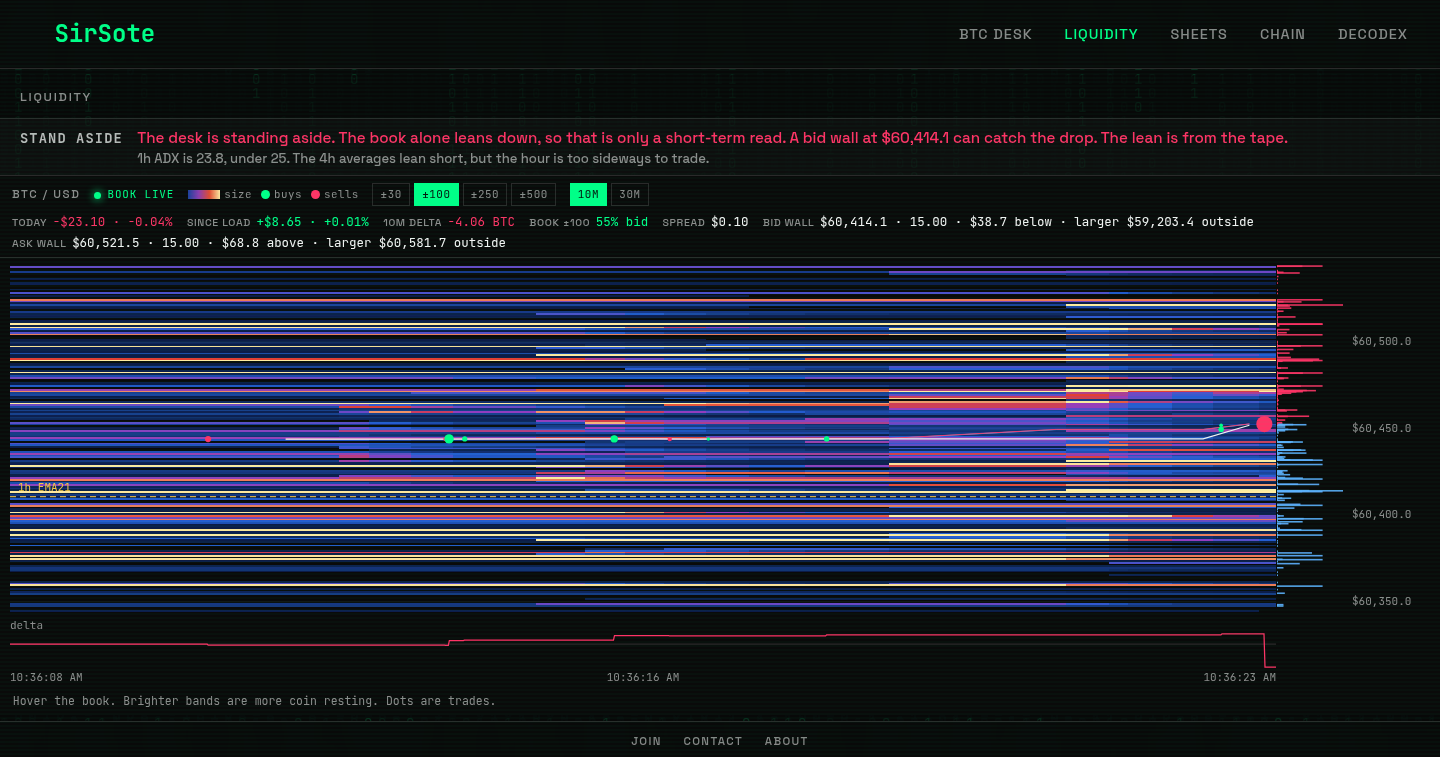 SirSote
BTC DESK LIQUIDITY SHEETS CHAIN DECODEX
LIQUIDITY
STAND ASIDE The desk is standing aside. The book alone leans down, so that is only a short-term read. A bid wall at $60,414.1 can catch the drop. The lean is from the tape.
1h ADX is 23.8, under 25. The 4h averages lean short, but the hour is too sideways to trade.
BTC / USD BOOK LIVE size buys sells ±30 ±100 ±250 ±500 10M 30M
TODAY -$23.10 · -0.04% SINCE LOAD +$8.65 · +0.01% 10M DELTA -4.06 BTC BOOK ±100 55% bid SPREAD $0.10 BID WALL $60,414.1 · 15.00 · $38.7 below · larger $59,203.4 outside
ASK WALL $60,521.5 · 15.00 · $68.8 above · larger $60,581.7 outside
$60,500.0
$60,450.0
1h EMA21
$60,400.0
$60,350.0
delta
10:36:08 AM 10:36:16 AM 10:36:23 AM
Hover the book. Brighter bands are more coin resting. Dots are trades.
JOIN CONTACT ABOUT